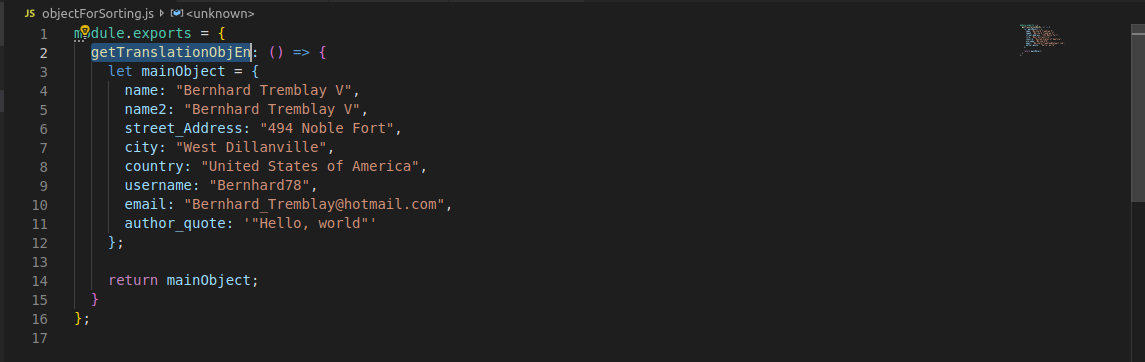 JS objectForSorting.js > <unknown>
1 module.exports = {
2 getTranslationObjEn: () => {
3 let mainObject = {
4 name: "Bernhard Tremblay V",
5 name2: "Bernhard Tremblay V",
6 street_Address: "494 Noble Fort",
7 city: "West Dillanville",
8 country: "United States of America",
9 username: "Bernhard78",
10 email: "Bernhard_Tremblay@hotmail.com",
11 author_quote: '"Hello, world"'
12 };
13
14 return mainObject;
15 }
16 };
17